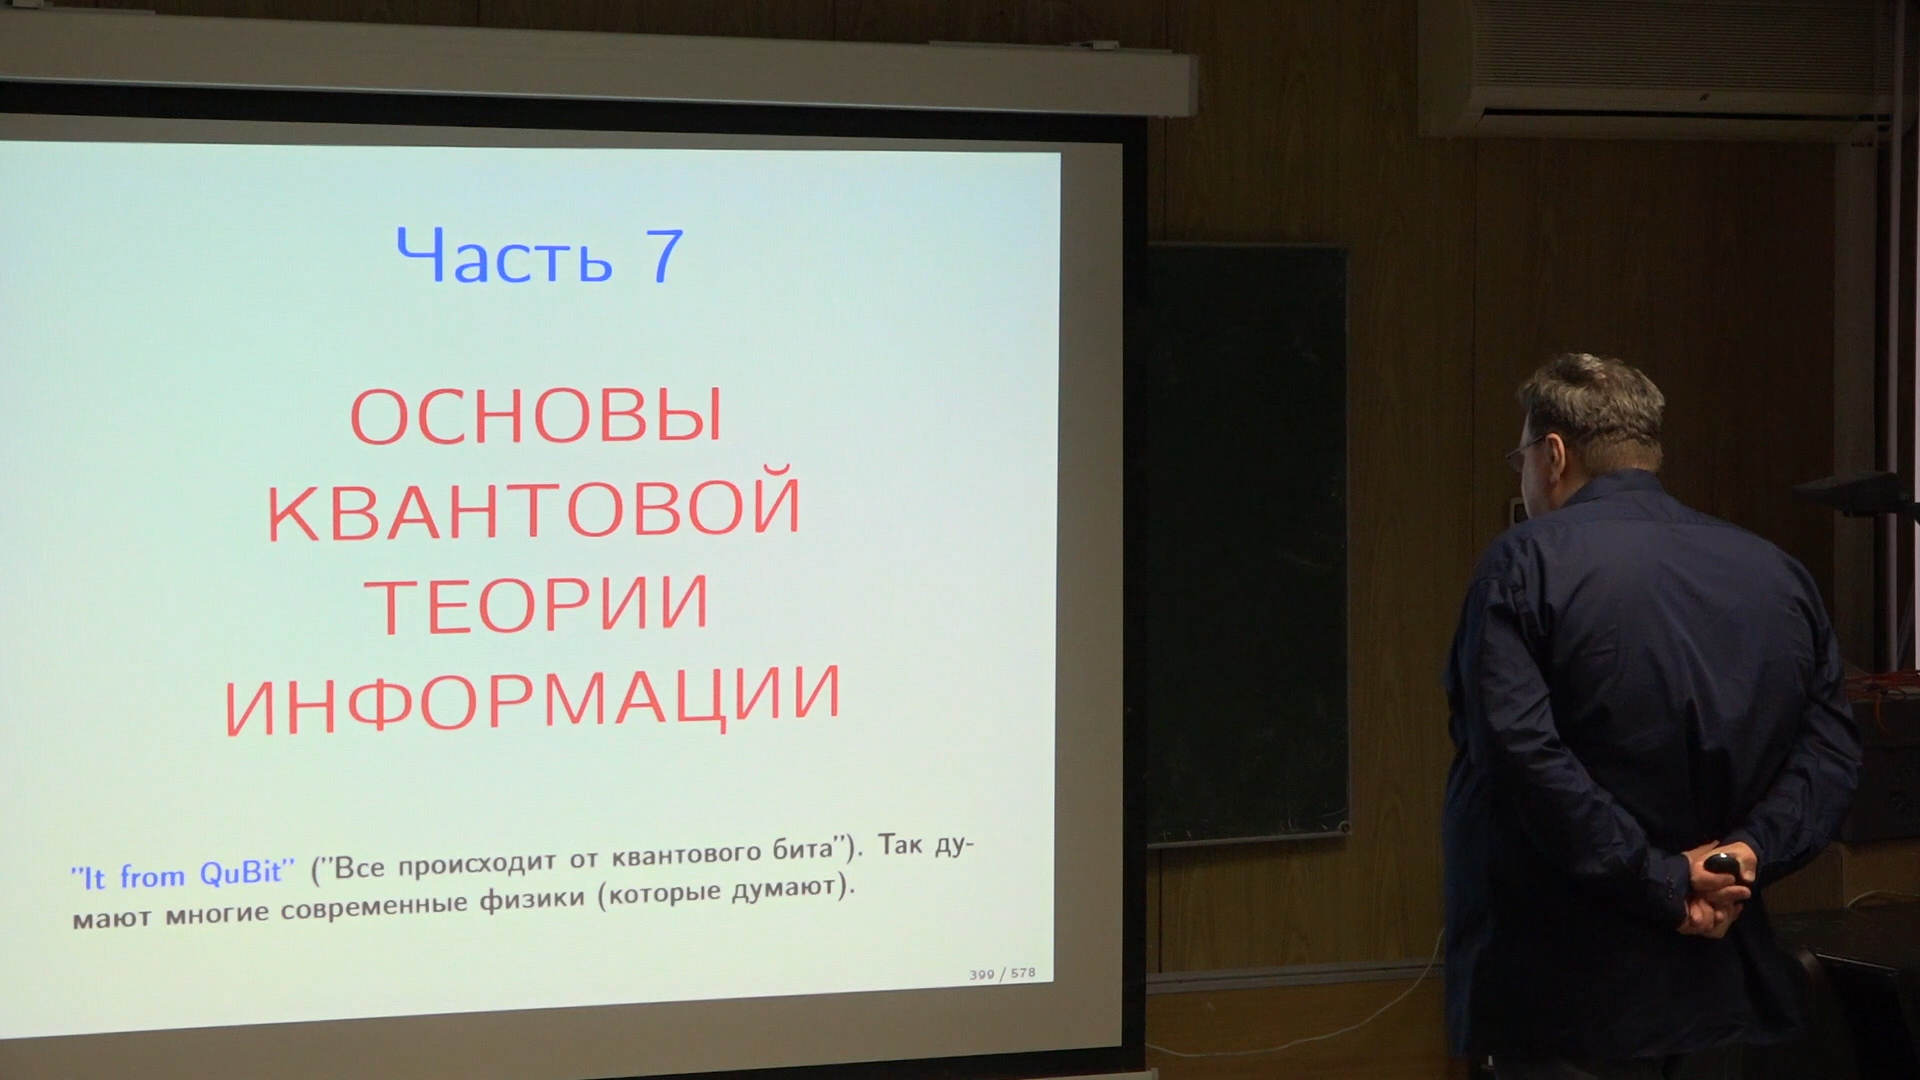 Часть 7
ОСНОВЫ
КВАНТОВОЙ
ТЕОРИИ
ИНФОРМАЦИИ
"It from QuBit" ("Все происходит от квантового бита"). Так ду-
мают многие современные физики (которые думают).
399 / 578